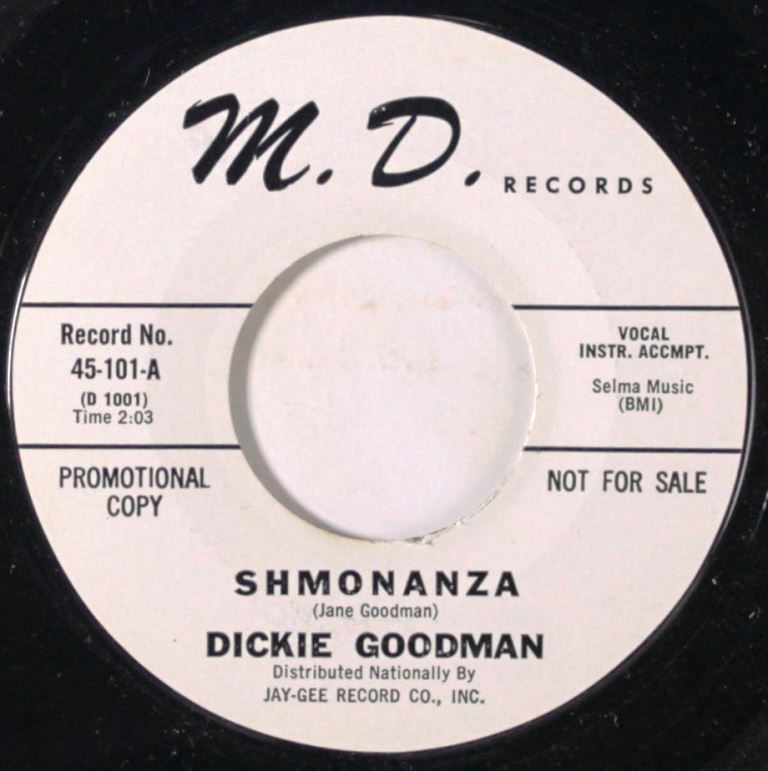 M. D. RECORDS
Record No.
45-101-A
(D 1001)
Time 2:03
VOCAL
INSTR. ACCMPT.
Selma Music
(BMI)
PROMOTIONAL
COPY
NOT FOR SALE
SHMONANZA
(Jane Goodman)
DICKIE GOODMAN
Distributed Nationally By
JAY-GEE RECORD CO., INC.